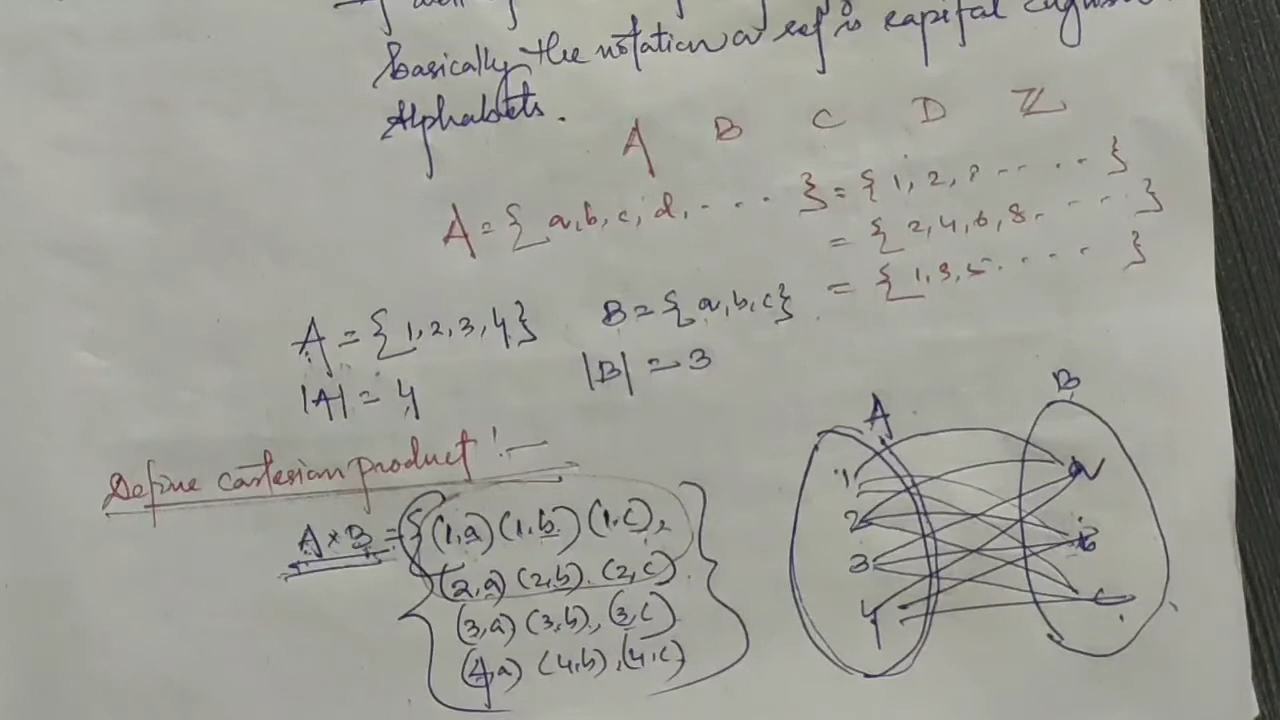 well
basically the notation a set is capital
Alphabets.
A B C D Z
A = { a, b, c, d, - - - - } = { 1, 2, - - - - }
= { 2, 4, 6, 8, - - - - }
= { 1, 3, 5 - - - - }
A = { 1, 2, 3, 4 } B = { a, b, c }
|A| = 4 |B| = 3
Define cartesian product :-
A × B = { (1, a) (1, b) (1, c),
(2, a) (2, b). (2, c)
(3, a) (3, b), (3, c)
(4, a) (4, b), (4, c) }
A B
1 a
2 b
3
4 c